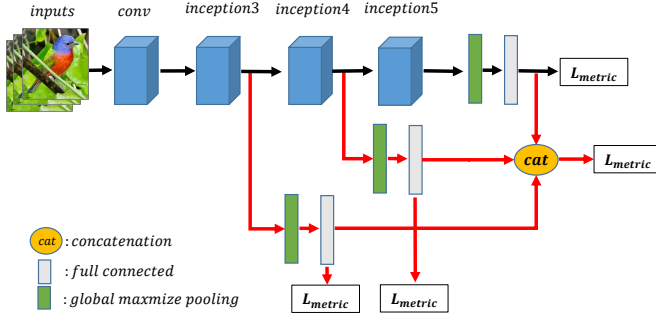 inputs
conv
inception3
inception4
inception5
L_metric
cat
L_metric
cat : concatenation
: full connected
: global maxmize pooling
L_metric
L_metric